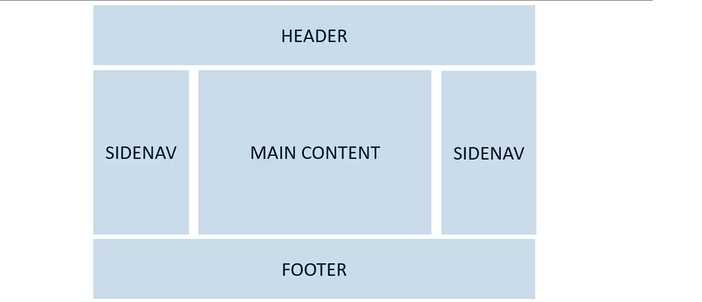 HEADER
SIDENAV
MAIN CONTENT
SIDENAV
FOOTER